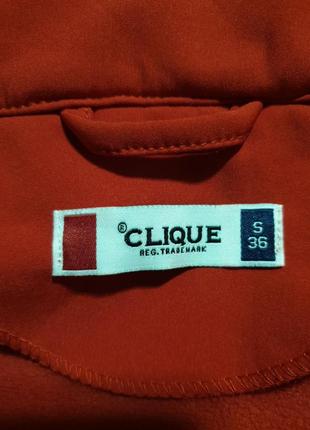 ® CLIQUE
REG. TRADEMARK
S
36